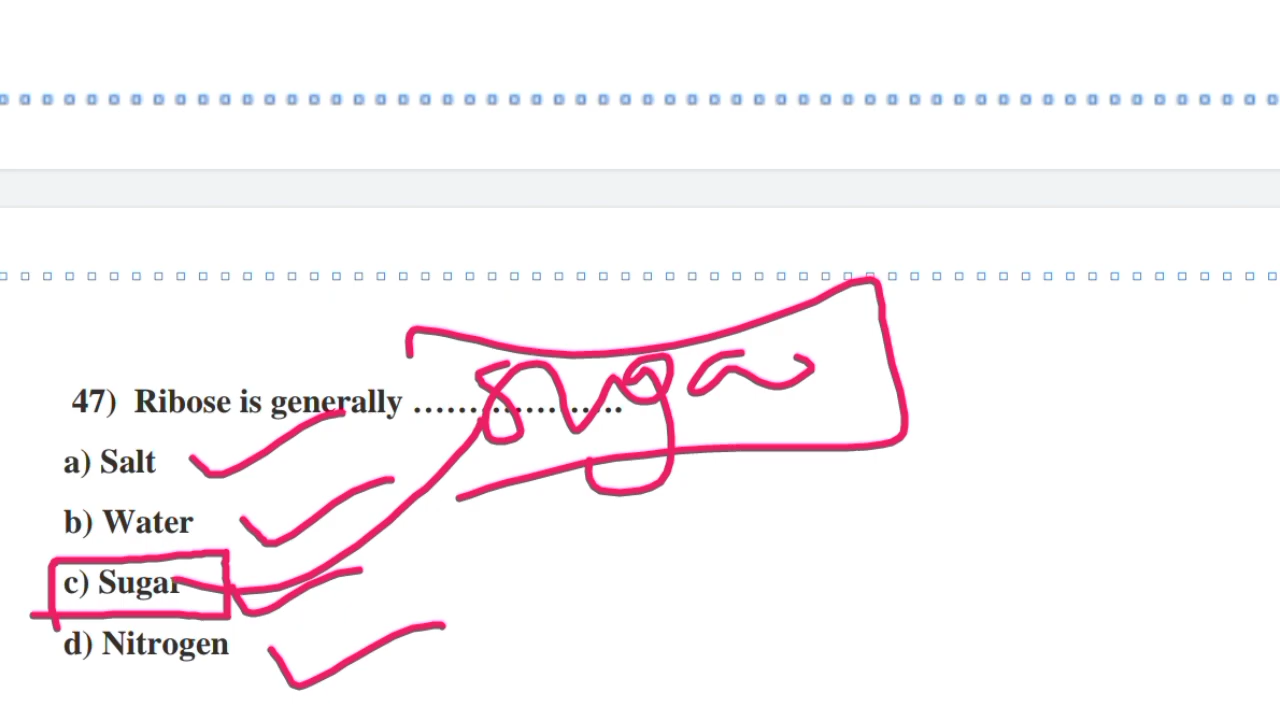 47) Ribose is generally ...................
sugar
a) Salt
b) Water
c) Sugar
d) Nitrogen